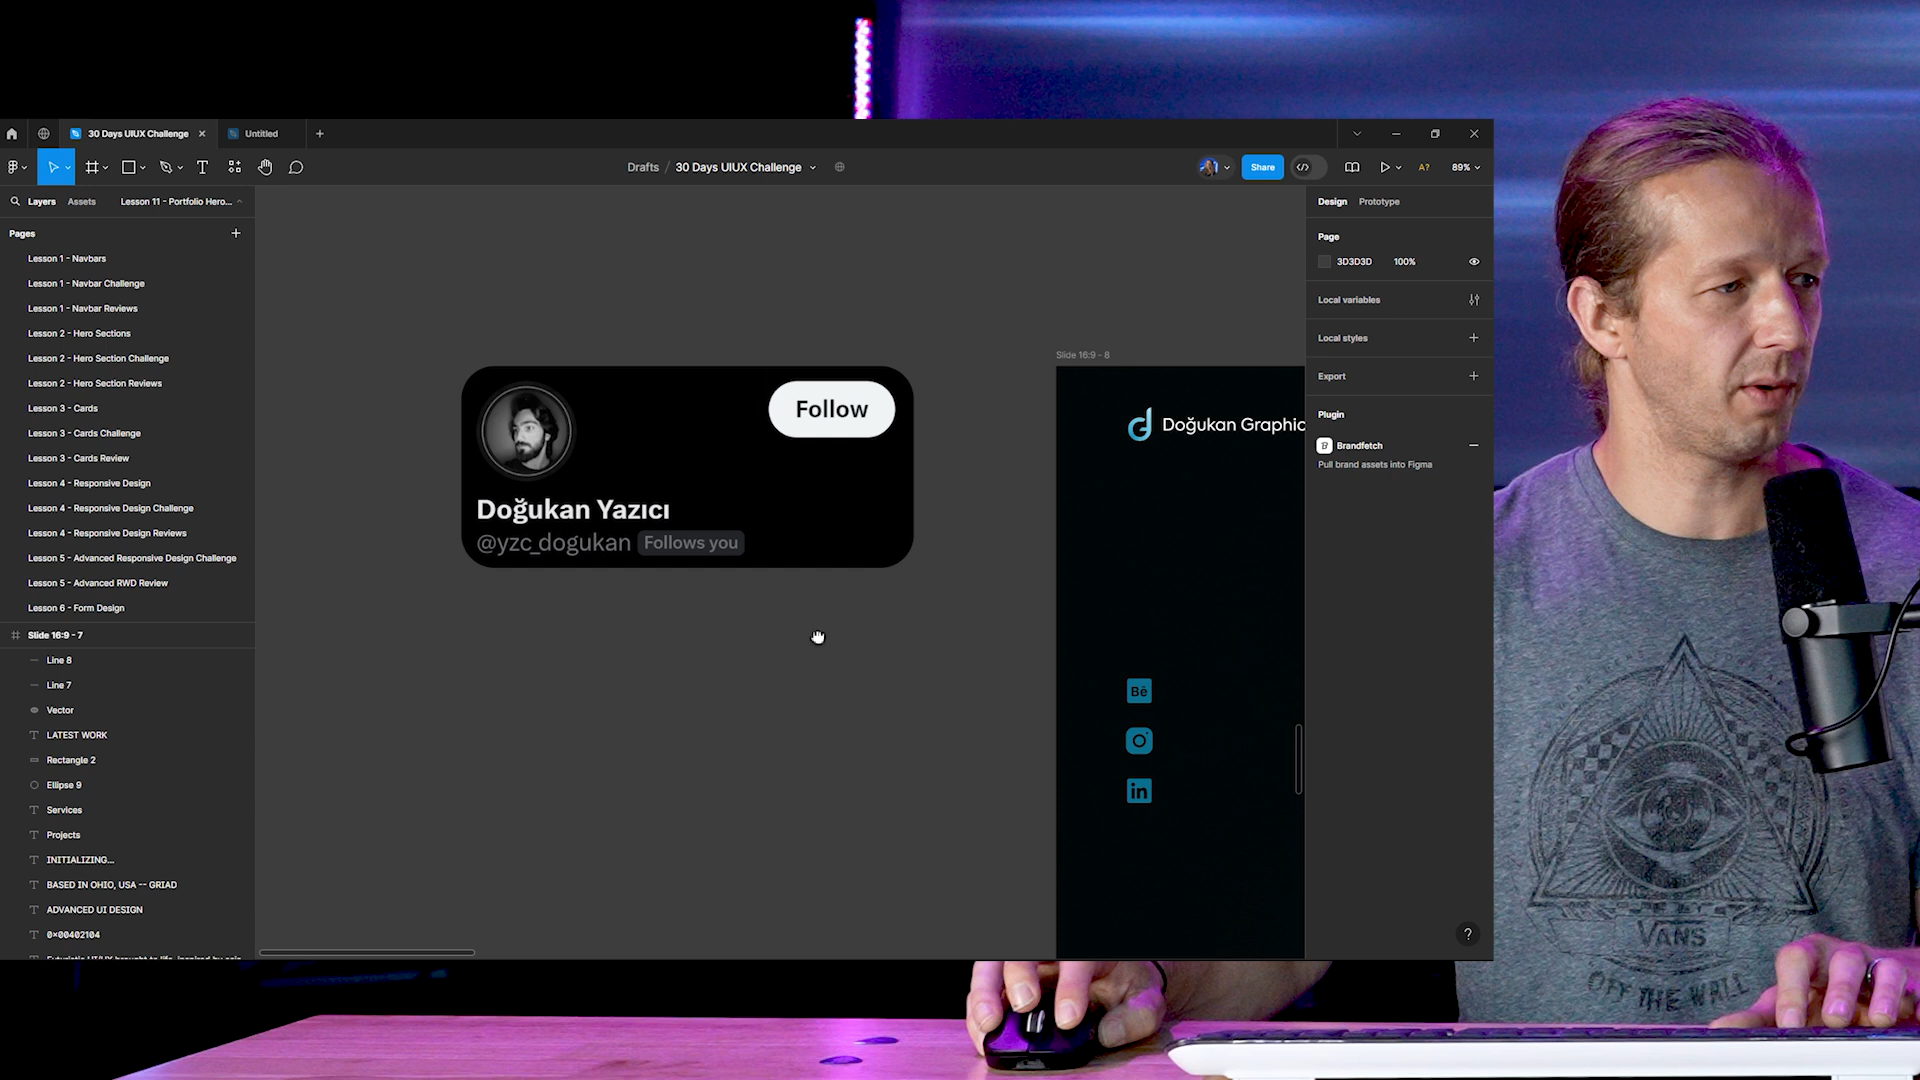 30 Days UIUX Challenge
Untitled
Drafts / 30 Days UIUX Challenge
Share
A?
89%
Layers
Assets
Lesson 11 - Portfolio Hero...
Pages
Lesson 1 - Navbars
Lesson 1 - Navbar Challenge
Lesson 1 - Navbar Reviews
Lesson 2 - Hero Sections
Lesson 2 - Hero Section Challenge
Lesson 2 - Hero Section Reviews
Lesson 3 - Cards
Lesson 3 - Cards Challenge
Lesson 3 - Cards Review
Lesson 4 - Responsive Design
Lesson 4 - Responsive Design Challenge
Lesson 4 - Responsive Design Reviews
Lesson 5 - Advanced Responsive Design Challenge
Lesson 5 - Advanced RWD Review
Lesson 6 - Form Design
Slide 16:9 - 7
Line 8
Line 7
Vector
LATEST WORK
Rectangle 2
Ellipse 9
Services
Projects
INITIALIZING...
BASED IN OHIO, USA -- GRIAD
ADVANCED UI DESIGN
0x00402104
Follow
Doğukan Yazıcı
@yzc_dogukan Follows you
Slide 16:9 - 8
Doğukan Graphic
Bē
in
Design
Prototype
Page
3D3D3D 100%
Local variables
Local styles
Export
Plugin
Brandfetch
Pull brand assets into Figma
?
VANS
OFF THE WALL